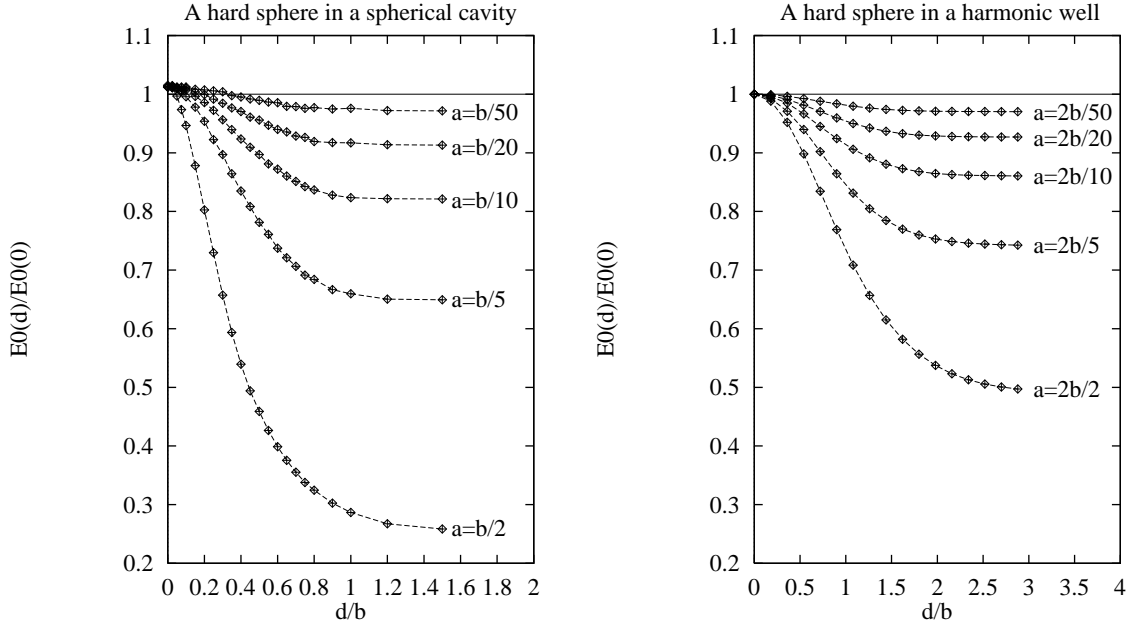 A hard sphere in a spherical cavity
1.1
1
0.9
0.8
0.7
0.6
0.5
0.4
0.3
0.2
E0(d)/E0(0)
a=b/50
a=b/20
a=b/10
a=b/5
a=b/2
0 0.2 0.4 0.6 0.8 1 1.2 1.4 1.6 1.8 2
d/b
A hard sphere in a harmonic well
1.1
1
0.9
0.8
0.7
0.6
0.5
0.4
0.3
0.2
E0(d)/E0(0)
a=2b/50
a=2b/20
a=2b/10
a=2b/5
a=2b/2
0 0.5 1 1.5 2 2.5 3 3.5 4
d/b